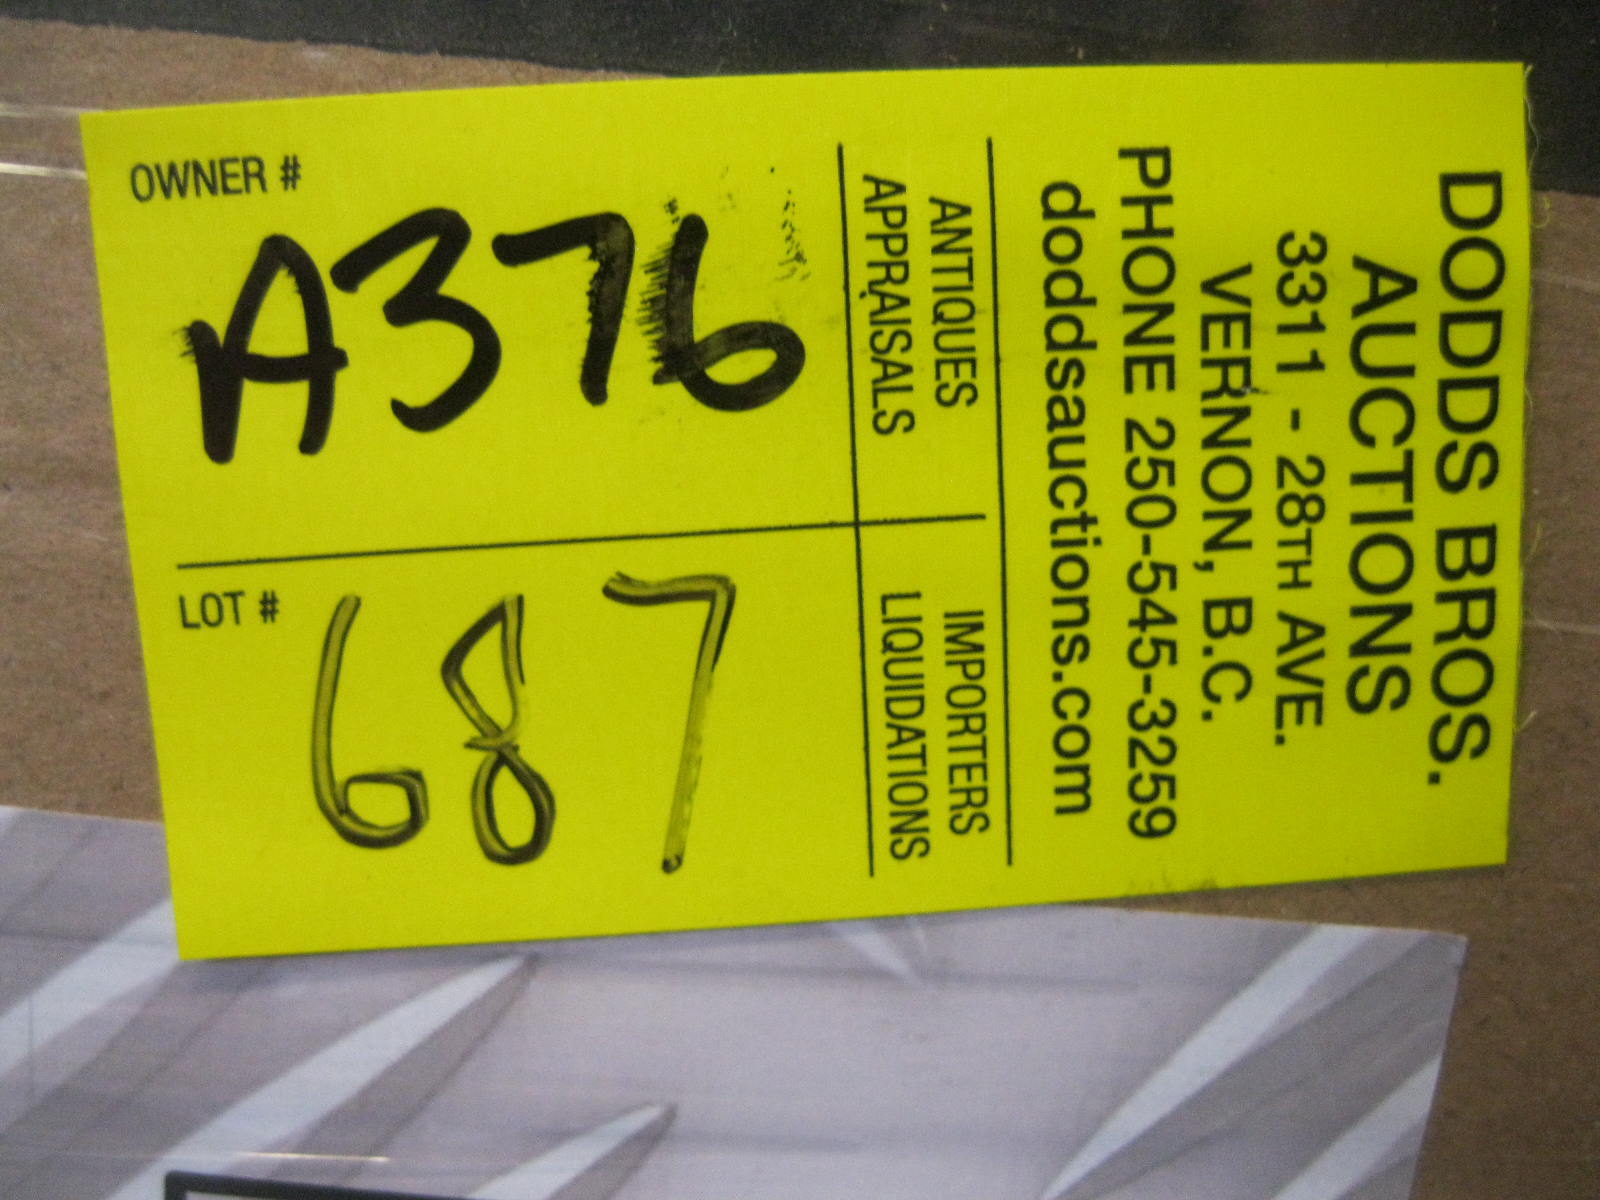 DODDS BROS.
AUCTIONS
3311 - 28TH AVE.
VERNON, B.C.
PHONE 250-545-3259
doddsauctions.com
ANTIQUES IMPORTERS
APPRAISALS LIQUIDATIONS
OWNER #
A376
LOT #
687